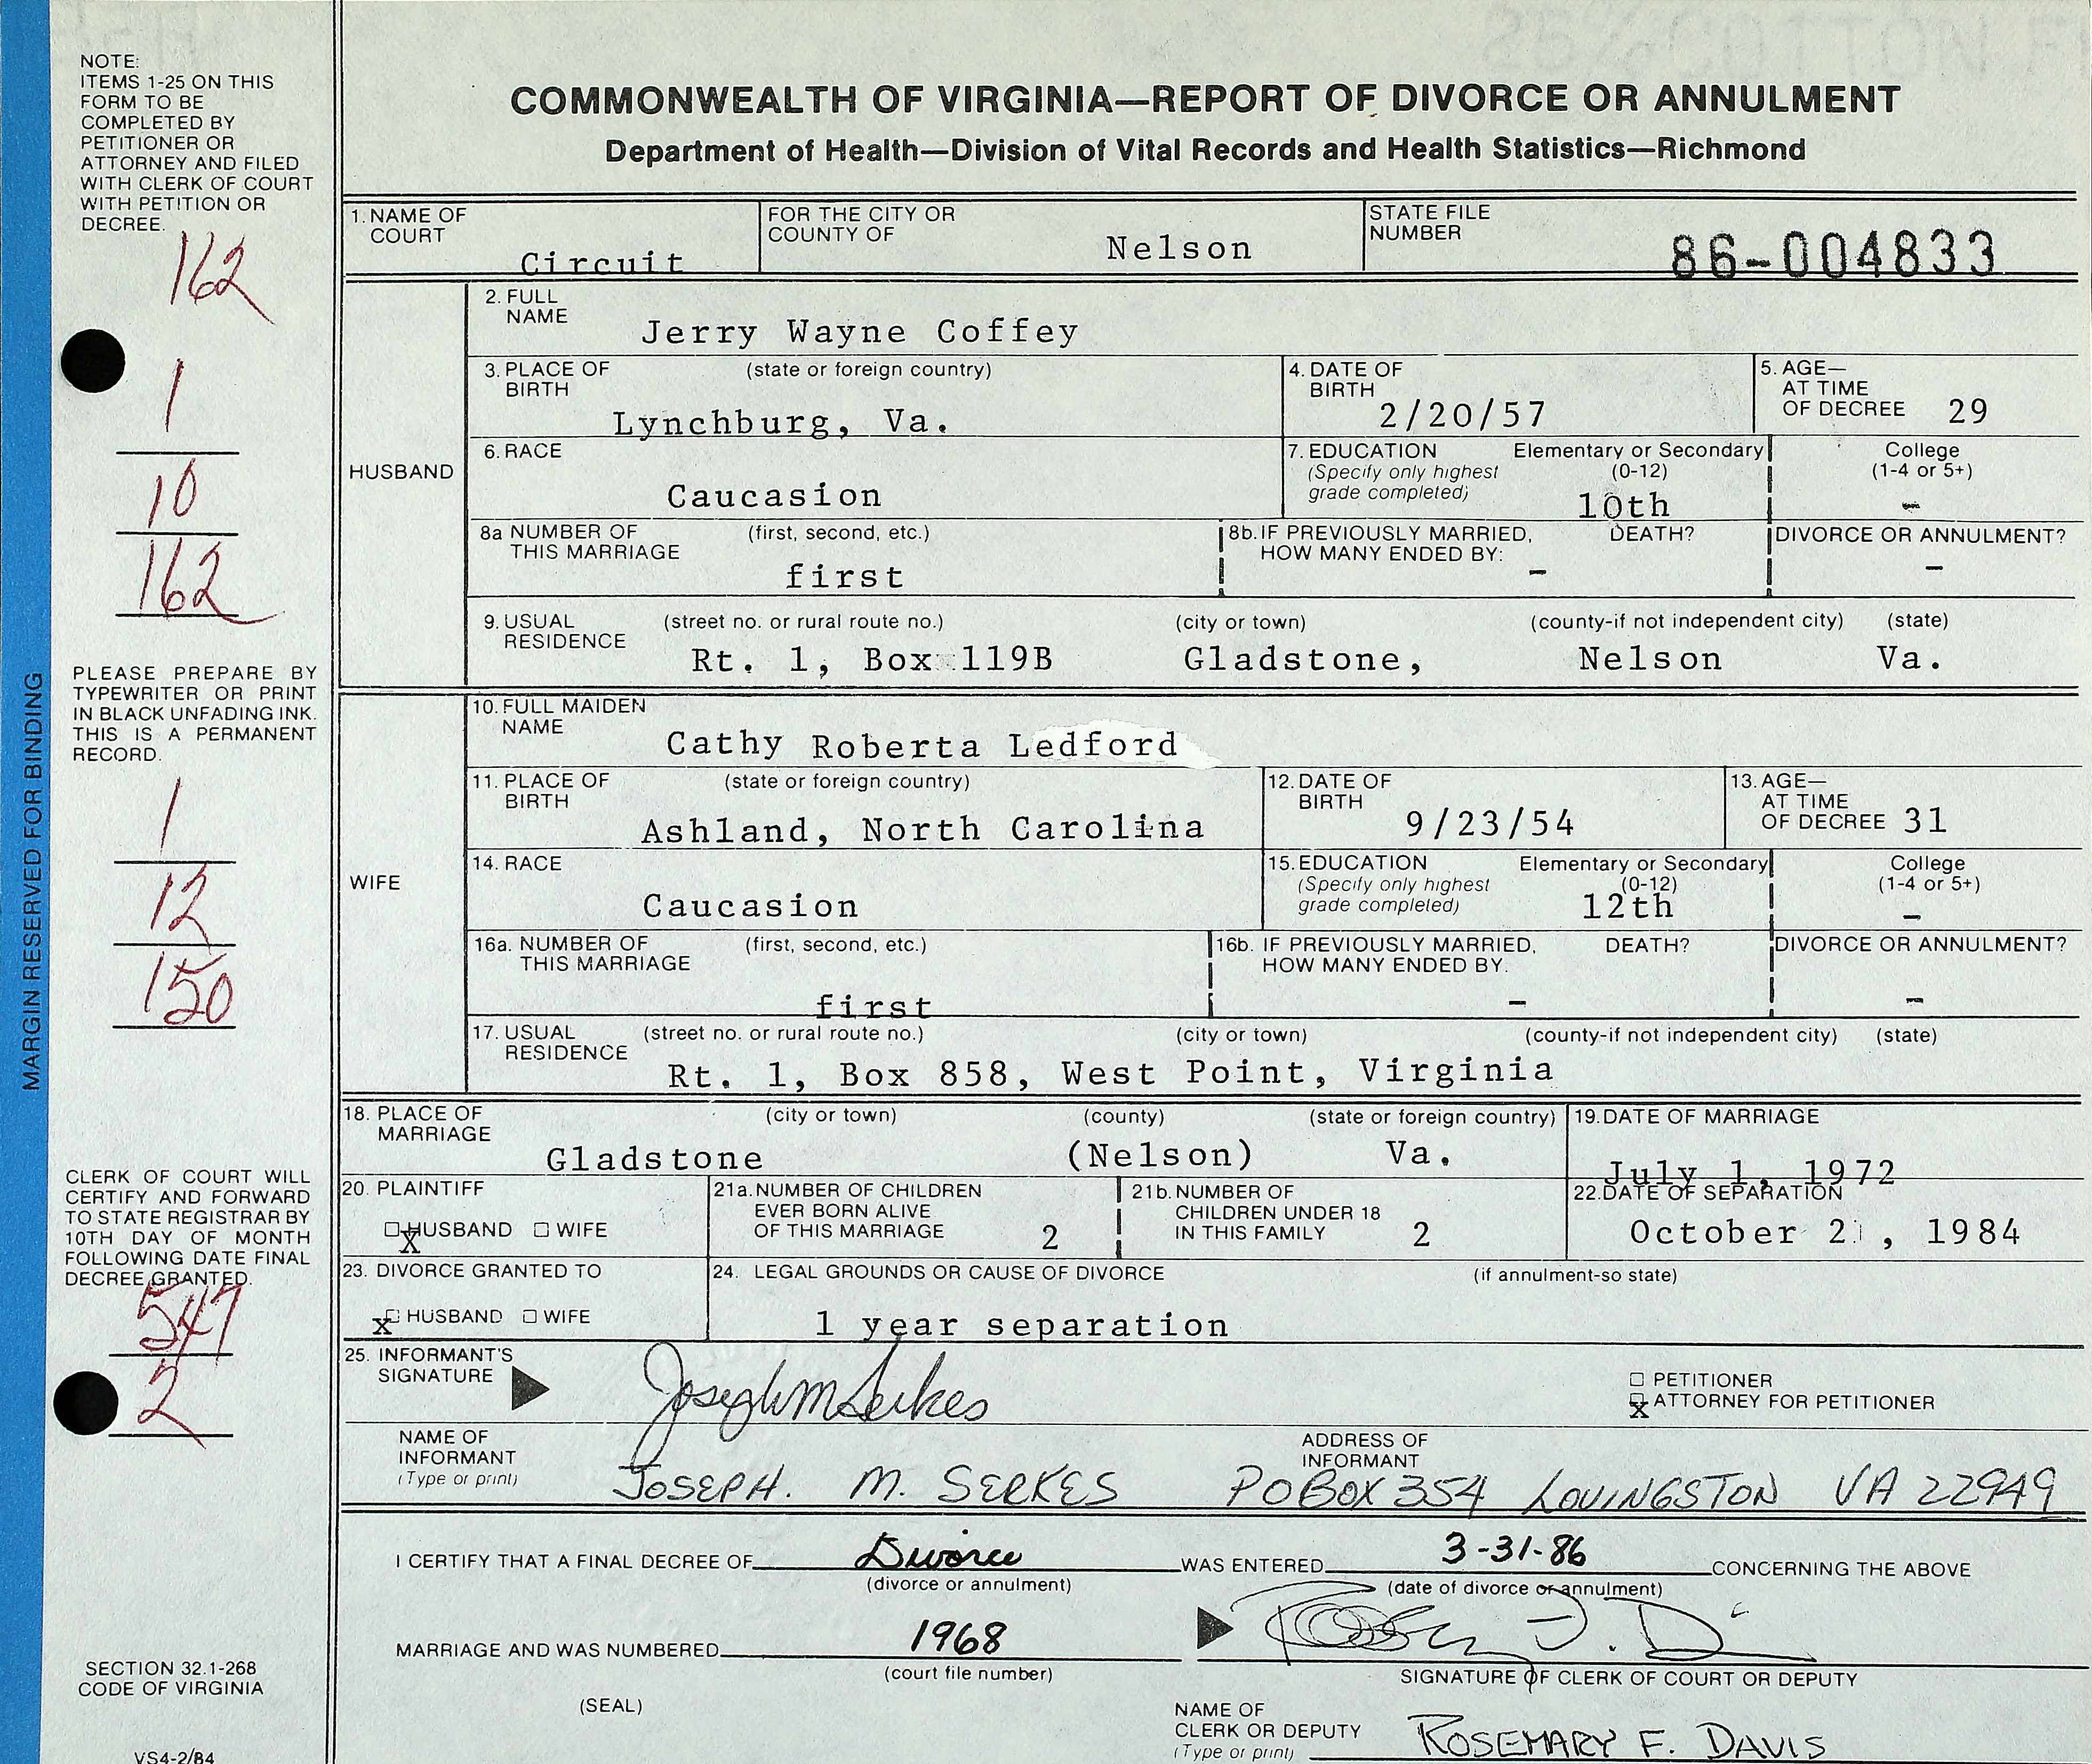 NOTE:
ITEMS 1-25 ON THIS
FORM TO BE
COMPLETED BY
PETITIONER OR
ATTORNEY AND FILED
WITH CLERK OF COURT
WITH PETITION OR
DECREE.
162
1
10
162
PLEASE PREPARE BY
TYPEWRITER OR PRINT
IN BLACK UNFADING INK.
THIS IS A PERMANENT
RECORD.
1
12
150
CLERK OF COURT WILL
CERTIFY AND FORWARD
TO STATE REGISTRAR BY
10TH DAY OF MONTH
FOLLOWING DATE FINAL
DECREE GRANTED.
547
2
SECTION 32.1-268
CODE OF VIRGINIA
VS4-2/84
MARGIN RESERVED FOR BINDING
COMMONWEALTH OF VIRGINIA—REPORT OF DIVORCE OR ANNULMENT
Department of Health—Division of Vital Records and Health Statistics—Richmond
1. NAME OF COURT Circuit FOR THE CITY OR COUNTY OF Nelson STATE FILE NUMBER 86-004833
HUSBAND
2. FULL NAME Jerry Wayne Coffey
3. PLACE OF BIRTH (state or foreign country) Lynchburg, Va. 4. DATE OF BIRTH 2/20/57 5. AGE— AT TIME OF DECREE 29
6. RACE Caucasion 7. EDUCATION (Specify only highest grade completed) Elementary or Secondary (0-12) 10th College (1-4 or 5+) -
8a NUMBER OF THIS MARRIAGE (first, second, etc.) first 8b. IF PREVIOUSLY MARRIED, HOW MANY ENDED BY: DEATH? - DIVORCE OR ANNULMENT? -
9. USUAL RESIDENCE (street no. or rural route no.) (city or town) (county-if not independent city) (state)
Rt. 1, Box 119B Gladstone, Nelson Va.
WIFE
10. FULL MAIDEN NAME Cathy Roberta Ledford
11. PLACE OF BIRTH (state or foreign country) Ashland, North Carolina 12. DATE OF BIRTH 9/23/54 13. AGE— AT TIME OF DECREE 31
14. RACE Caucasion 15. EDUCATION (Specify only highest grade completed) Elementary or Secondary (0-12) 12th College (1-4 or 5+) -
16a. NUMBER OF THIS MARRIAGE (first, second, etc.) first 16b. IF PREVIOUSLY MARRIED, HOW MANY ENDED BY. DEATH? - DIVORCE OR ANNULMENT? -
17. USUAL RESIDENCE (street no. or rural route no.) (city or town) (county-if not independent city) (state)
Rt. 1, Box 858, West Point, Virginia
18. PLACE OF MARRIAGE (city or town) (county) (state or foreign country) 19. DATE OF MARRIAGE
Gladstone (Nelson) Va. July 1, 1972
20. PLAINTIFF X HUSBAND WIFE 21a. NUMBER OF CHILDREN EVER BORN ALIVE OF THIS MARRIAGE 2 21b. NUMBER OF CHILDREN UNDER 18 IN THIS FAMILY 2 22. DATE OF SEPARATION October 2 , 1984
23. DIVORCE GRANTED TO X HUSBAND WIFE 24. LEGAL GROUNDS OR CAUSE OF DIVORCE (if annulment-so state)
1 year separation
25. INFORMANT'S SIGNATURE Joseph M Serkes PETITIONER
X ATTORNEY FOR PETITIONER
NAME OF INFORMANT (Type or print) JOSEPH. M. SERKES ADDRESS OF INFORMANT PO BOX 354 LOVINGSTON VA 22949
I CERTIFY THAT A FINAL DECREE OF Divorce WAS ENTERED 3-31-86 CONCERNING THE ABOVE
(divorce or annulment) (date of divorce or annulment)
MARRIAGE AND WAS NUMBERED 1968
(court file number) SIGNATURE OF CLERK OF COURT OR DEPUTY
(SEAL)
NAME OF CLERK OR DEPUTY (Type or print) ROSEMARY F. DAVIS